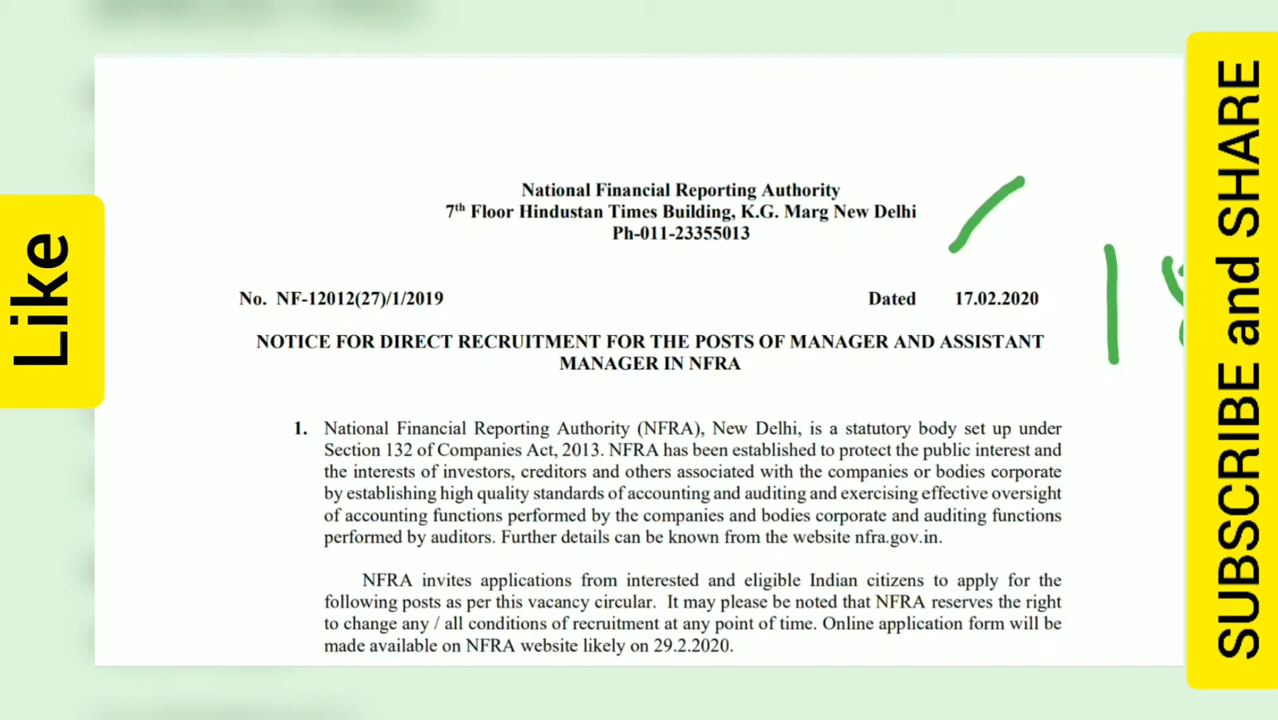 Like
National Financial Reporting Authority
7th Floor Hindustan Times Building, K.G. Marg New Delhi
Ph-011-23355013
No. NF-12012(27)/1/2019 Dated 17.02.2020
NOTICE FOR DIRECT RECRUITMENT FOR THE POSTS OF MANAGER AND ASSISTANT
MANAGER IN NFRA
1. National Financial Reporting Authority (NFRA), New Delhi, is a statutory body set up under
Section 132 of Companies Act, 2013. NFRA has been established to protect the public interest and
the interests of investors, creditors and others associated with the companies or bodies corporate
by establishing high quality standards of accounting and auditing and exercising effective oversight
of accounting functions performed by the companies and bodies corporate and auditing functions
performed by auditors. Further details can be known from the website nfra.gov.in.
NFRA invites applications from interested and eligible Indian citizens to apply for the
following posts as per this vacancy circular. It may please be noted that NFRA reserves the right
to change any / all conditions of recruitment at any point of time. Online application form will be
made available on NFRA website likely on 29.2.2020.
SUBSCRIBE and SHARE